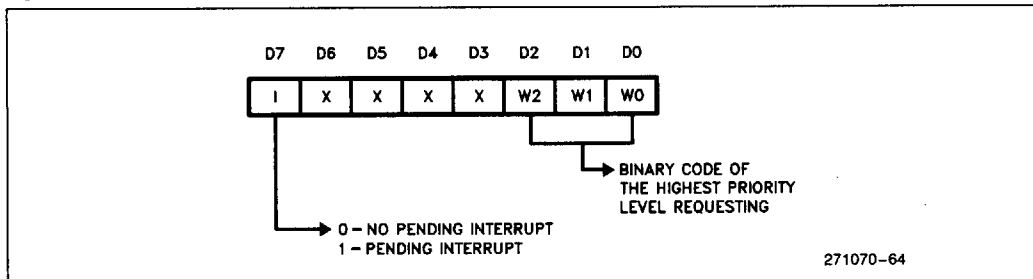 D7 D6 D5 D4 D3 D2 D1 D0
I X X X X W2 W1 W0
BINARY CODE OF
THE HIGHEST PRIORITY
LEVEL REQUESTING
0 – NO PENDING INTERRUPT
1 – PENDING INTERRUPT
271070–64